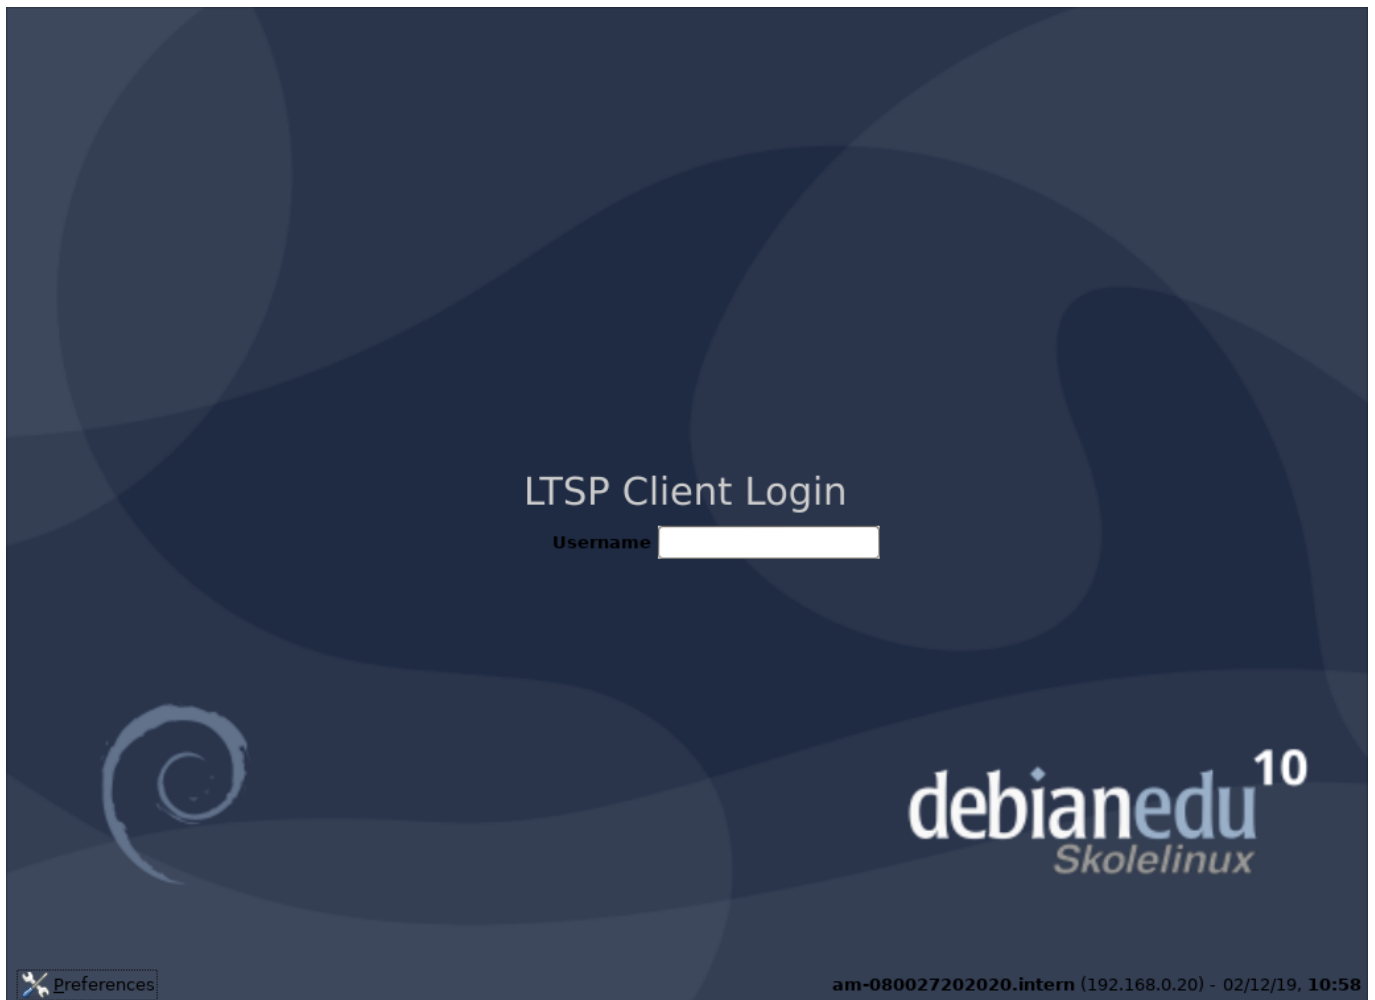 LTSP Client Login
Username
debianedu 10
Skolelinux
Preferences
am-080027202020.intern (192.168.0.20) - 02/12/19, 10:58